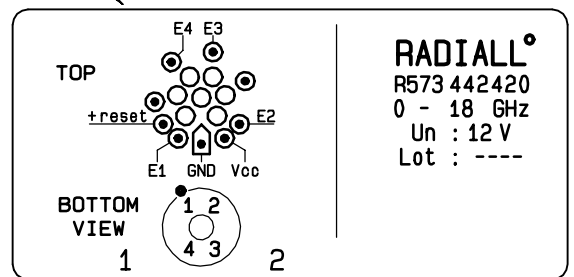 E4 E3
TOP
+reset
E2
E1 GND Vcc
BOTTOM
VIEW
1 2
4 3
1 2
RADIALL°
R573 442420
0 - 18 GHz
Un : 12 V
Lot : ----